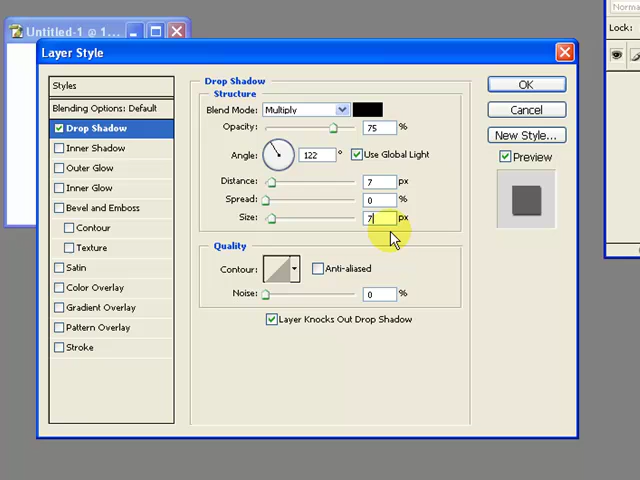 Untitled-1 @ 1...
Norma
Lock:
Layer Style
Styles
Blending Options: Default
Drop Shadow
Inner Shadow
Outer Glow
Inner Glow
Bevel and Emboss
Contour
Texture
Satin
Color Overlay
Gradient Overlay
Pattern Overlay
Stroke
Drop Shadow
Structure
Blend Mode: Multiply
Opacity: 75 %
Angle: 122 ° Use Global Light
Distance: 7 px
Spread: 0 %
Size: 7 px
Quality
Contour: Anti-aliased
Noise: 0 %
Layer Knocks Out Drop Shadow
OK
Cancel
New Style...
Preview